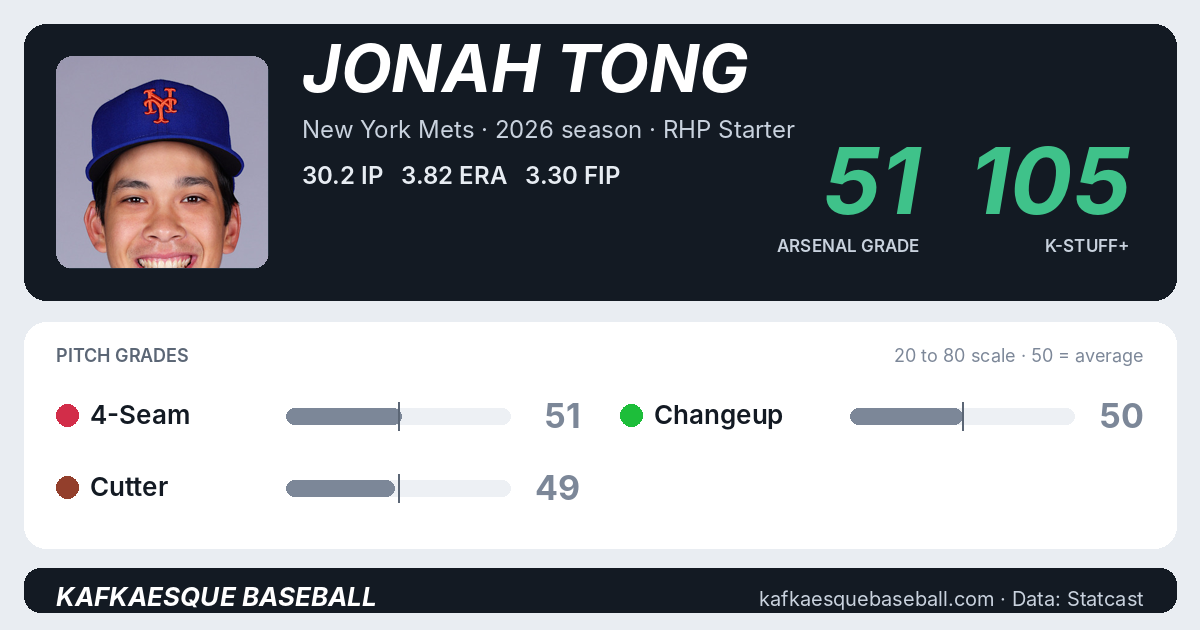 JONAH TONG
New York Mets · 2026 season · RHP Starter
30.2 IP 3.82 ERA 3.30 FIP
51 105
ARSENAL GRADE K-STUFF+
PITCH GRADES 20 to 80 scale · 50 = average
4-Seam 51 Changeup 50
Cutter 49
KAFKAESQUE BASEBALL kafkaesquebaseball.com · Data: Statcast